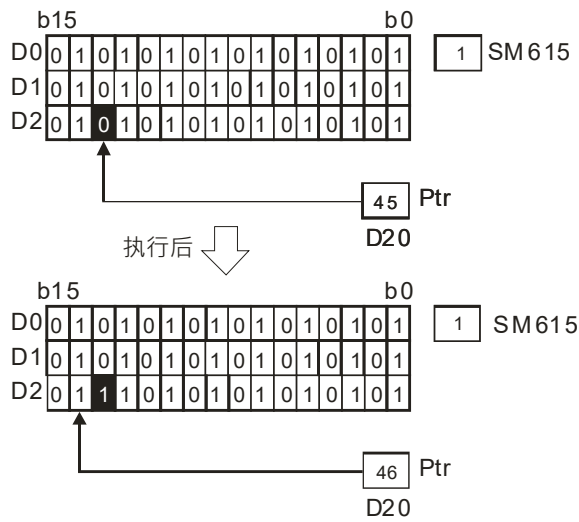 b15 b0
D0 0 1 0 1 0 1 0 1 0 1 0 1 0 1 0 1 1 SM615
D1 0 1 0 1 0 1 0 1 0 1 0 1 0 1 0 1
D2 0 1 0 1 0 1 0 1 0 1 0 1 0 1 0 1
45 Ptr
D20
执行后
b15 b0
D0 0 1 0 1 0 1 0 1 0 1 0 1 0 1 0 1 1 SM615
D1 0 1 0 1 0 1 0 1 0 1 0 1 0 1 0 1
D2 0 1 1 1 0 1 0 1 0 1 0 1 0 1 0 1
46 Ptr
D20